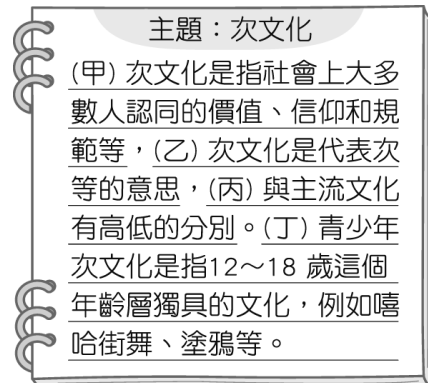 主題：次文化
(甲) 次文化是指社會上大多
數人認同的價值、信仰和規
範等，(乙) 次文化是代表次
等的意思，(丙) 與主流文化
有高低的分別。(丁) 青少年
次文化是指12～18 歲這個
年齡層獨具的文化，例如嘻
哈街舞、塗鴉等。